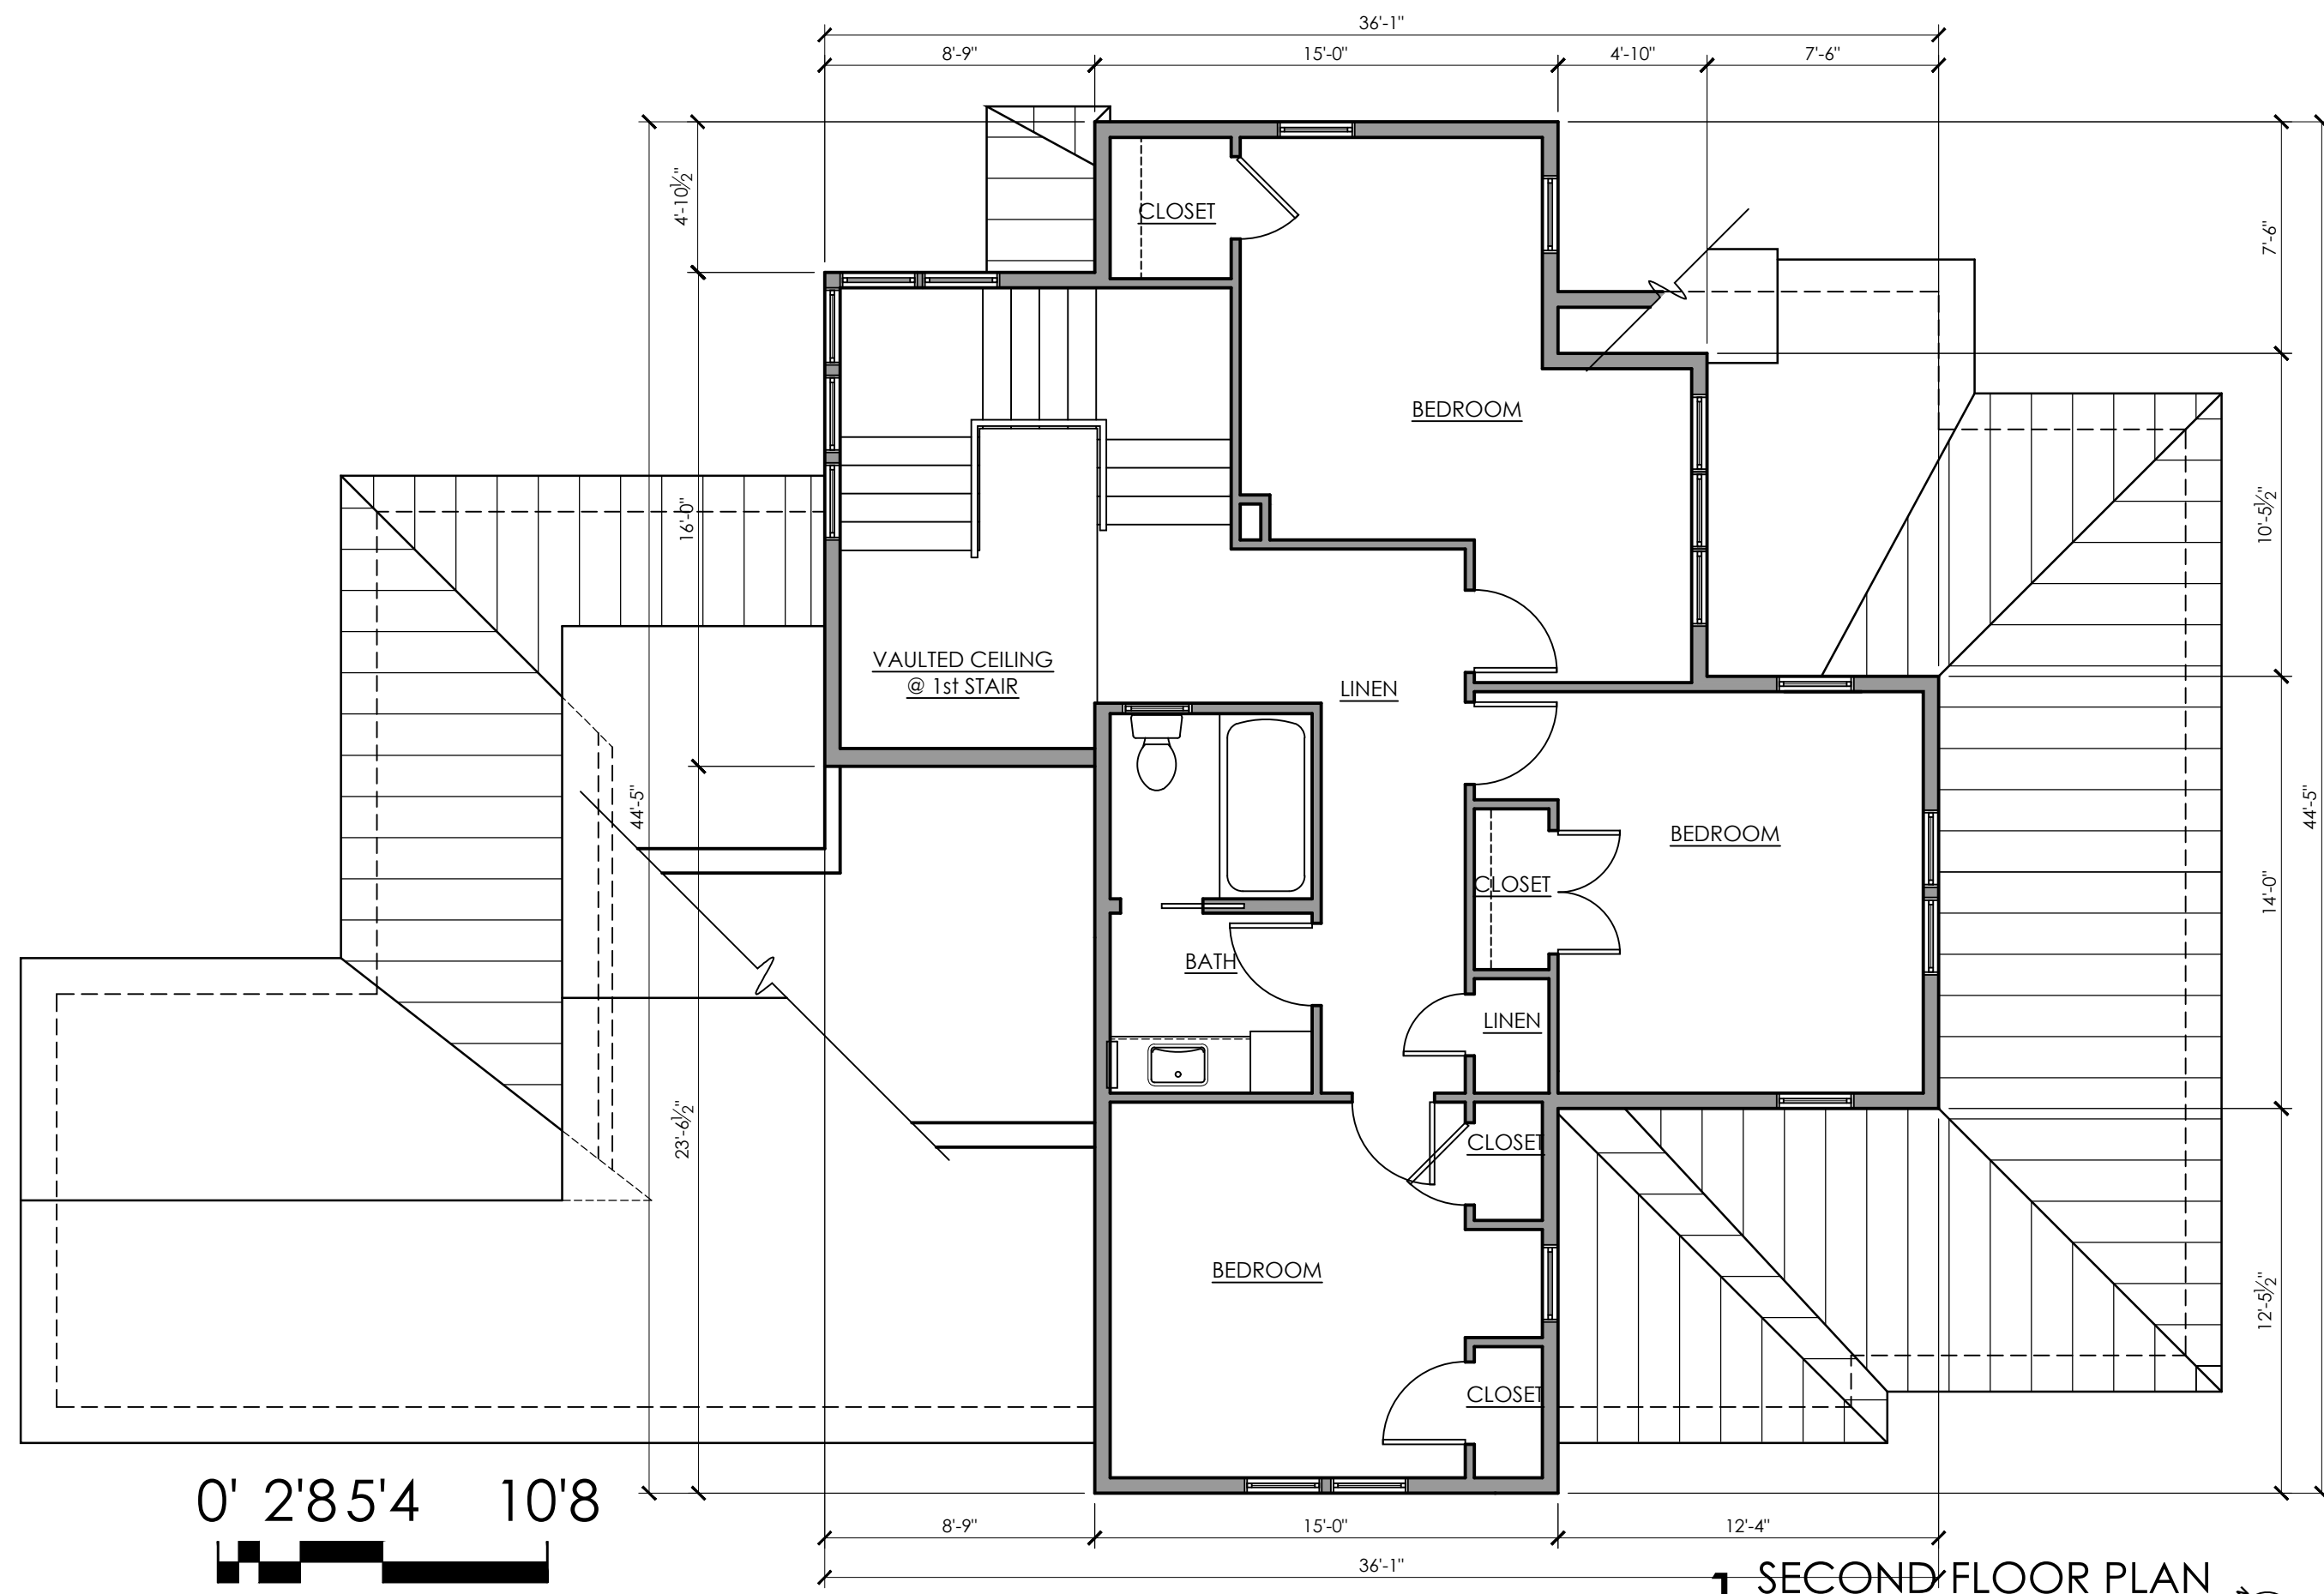 36'-1"
8'-9"
15'-0"
4'-10"
7'-6"
4'-10½"
CLOSET
7'-6"
BEDROOM
16'-0"
10'-5½"
VAULTED CEILING
@ 1st STAIR
LINEN
44'-5"
BEDROOM
44'-5"
CLOSET
14'-0"
BATH
LINEN
23'-6½"
CLOSET
BEDROOM
12'-5½"
CLOSET
0' 2'8 5'4 10'8
8'-9"
15'-0"
12'-4"
36'-1"
1 SECOND FLOOR PLAN